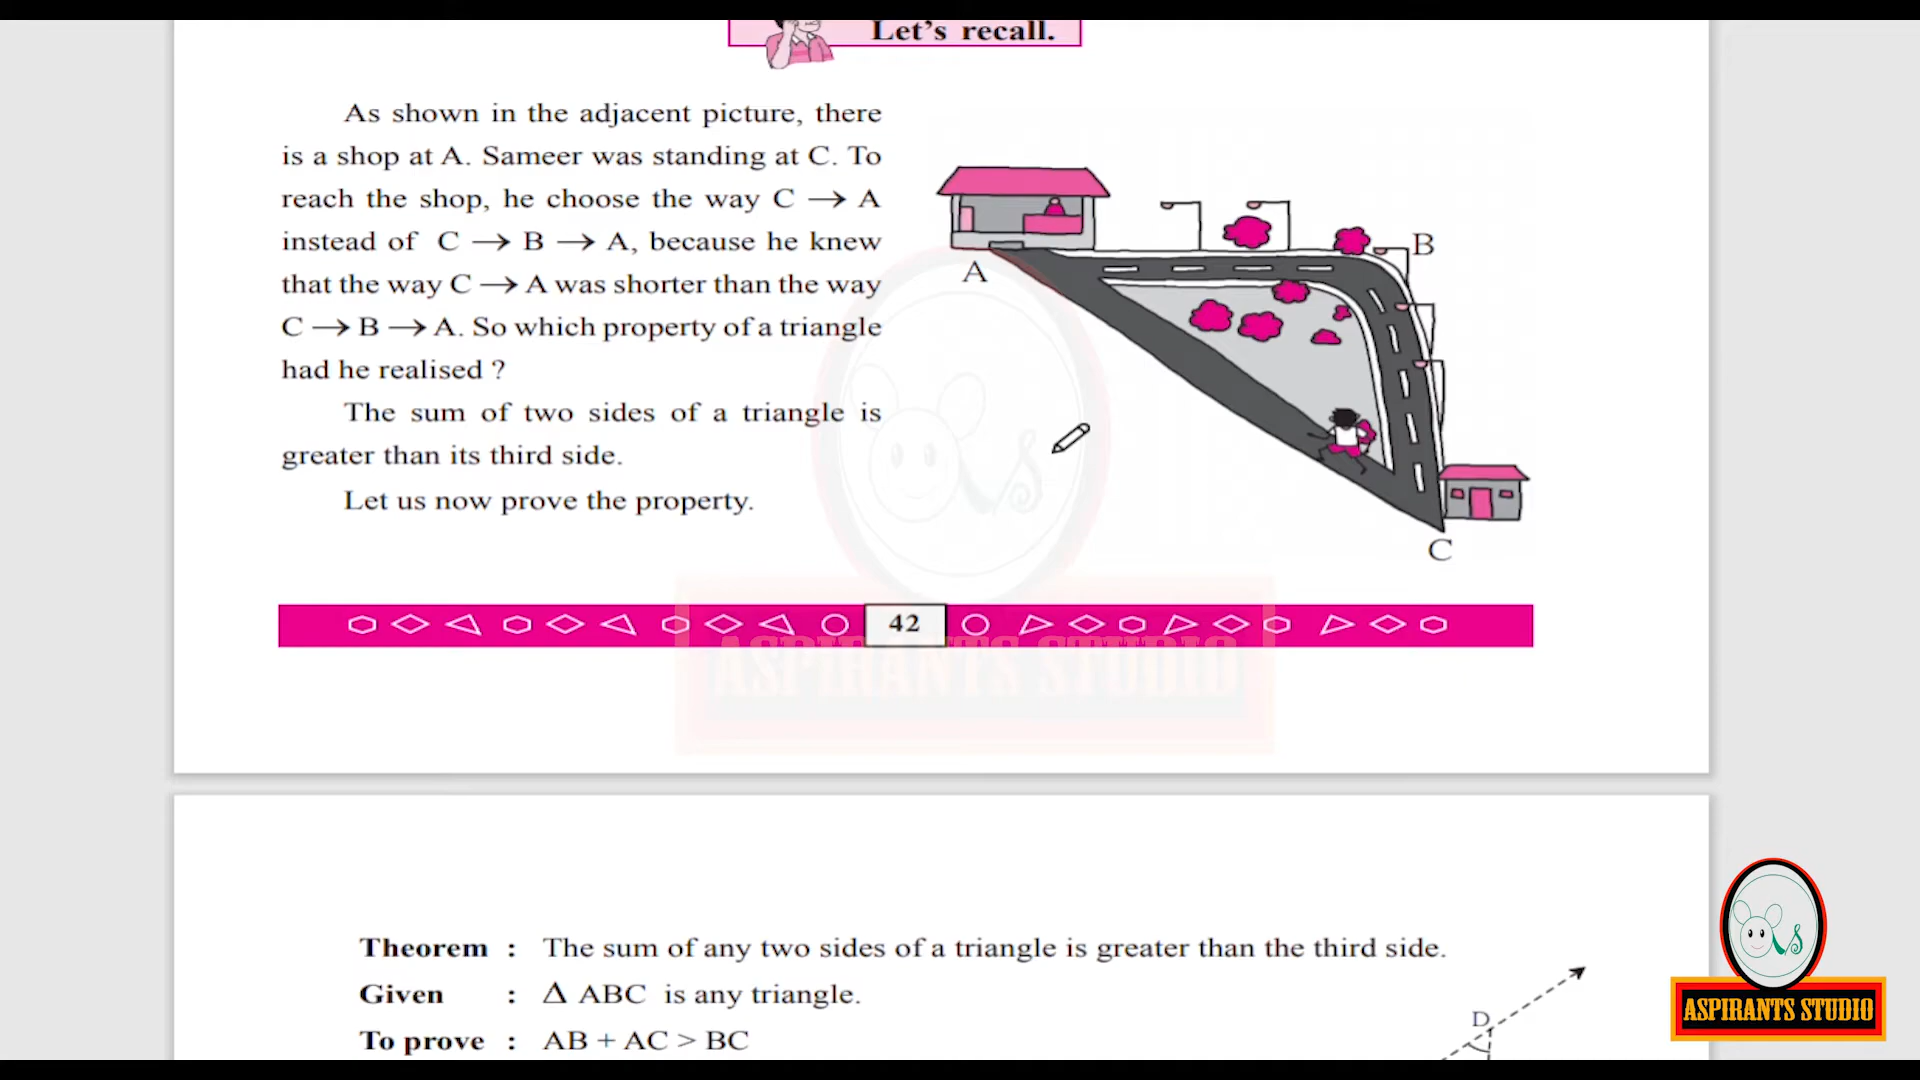 Let's recall.
As shown in the adjacent picture, there
is a shop at A. Sameer was standing at C. To
reach the shop, he choose the way C → A
instead of C → B → A, because he knew
that the way C → A was shorter than the way
C → B → A. So which property of a triangle
had he realised ?
The sum of two sides of a triangle is
greater than its third side.
Let us now prove the property.
A
B
C
42
ASPIRANTS STUDIO
Theorem : The sum of any two sides of a triangle is greater than the third side.
Given : Δ ABC is any triangle.
To prove : AB + AC > BC
D
ASPIRANTS STUDIO